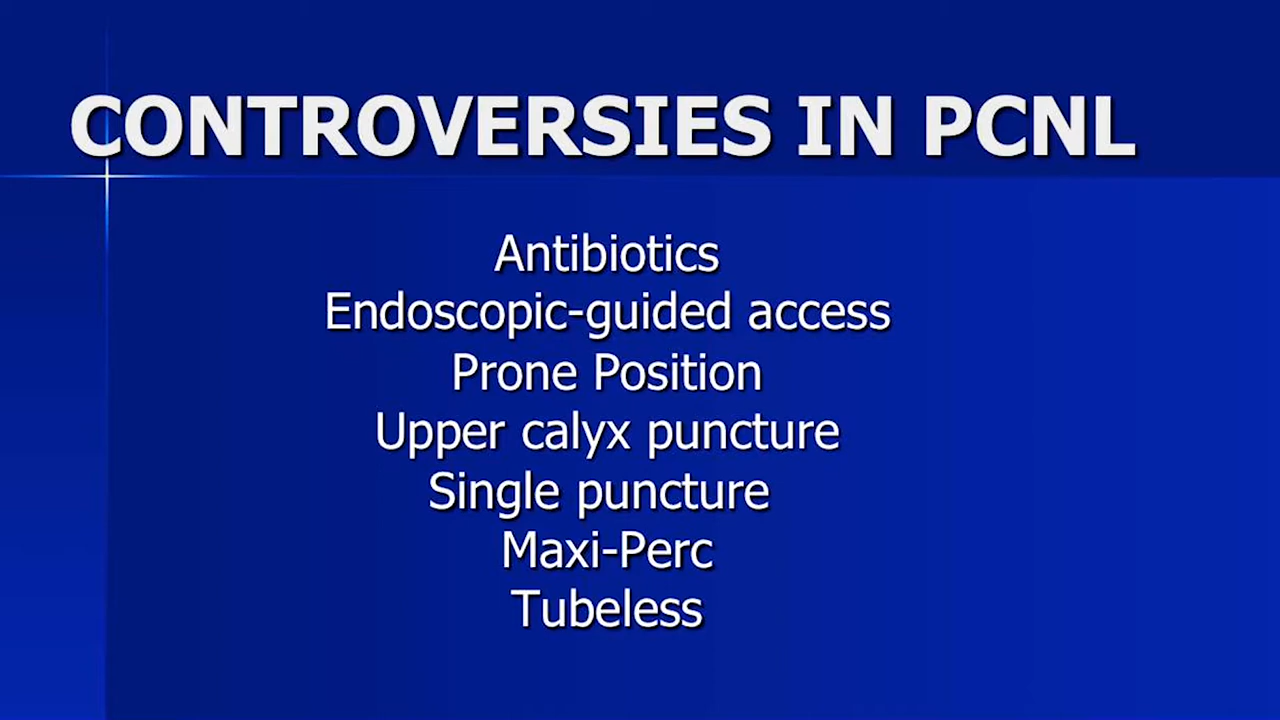 CONTROVERSIES IN PCNL
Antibiotics
Endoscopic-guided access
Prone Position
Upper calyx puncture
Single puncture
Maxi-Perc
Tubeless